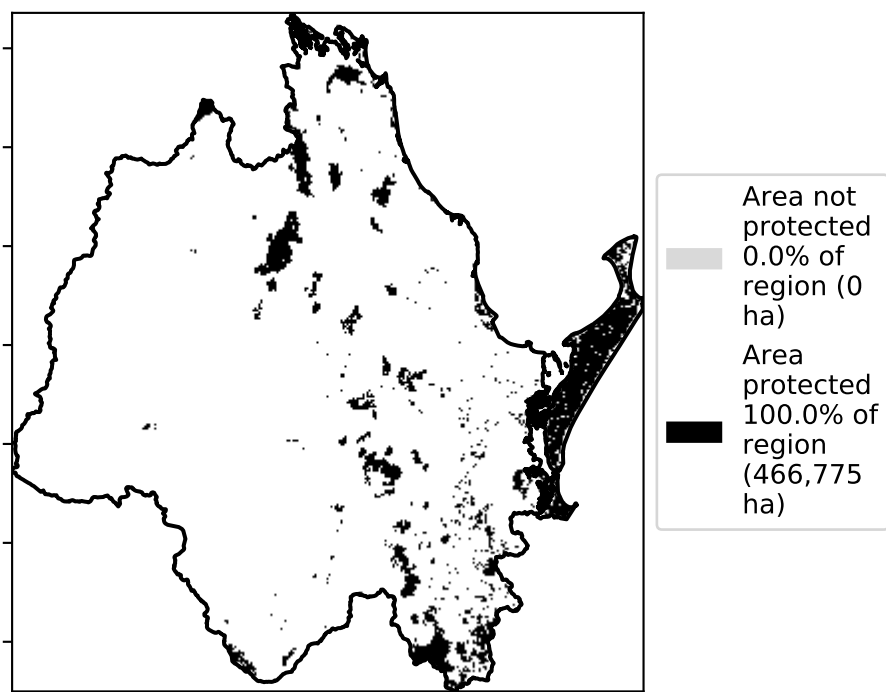 Area not
protected
0.0% of
region (0
ha)
Area
protected
100.0% of
region
(466,775
ha)